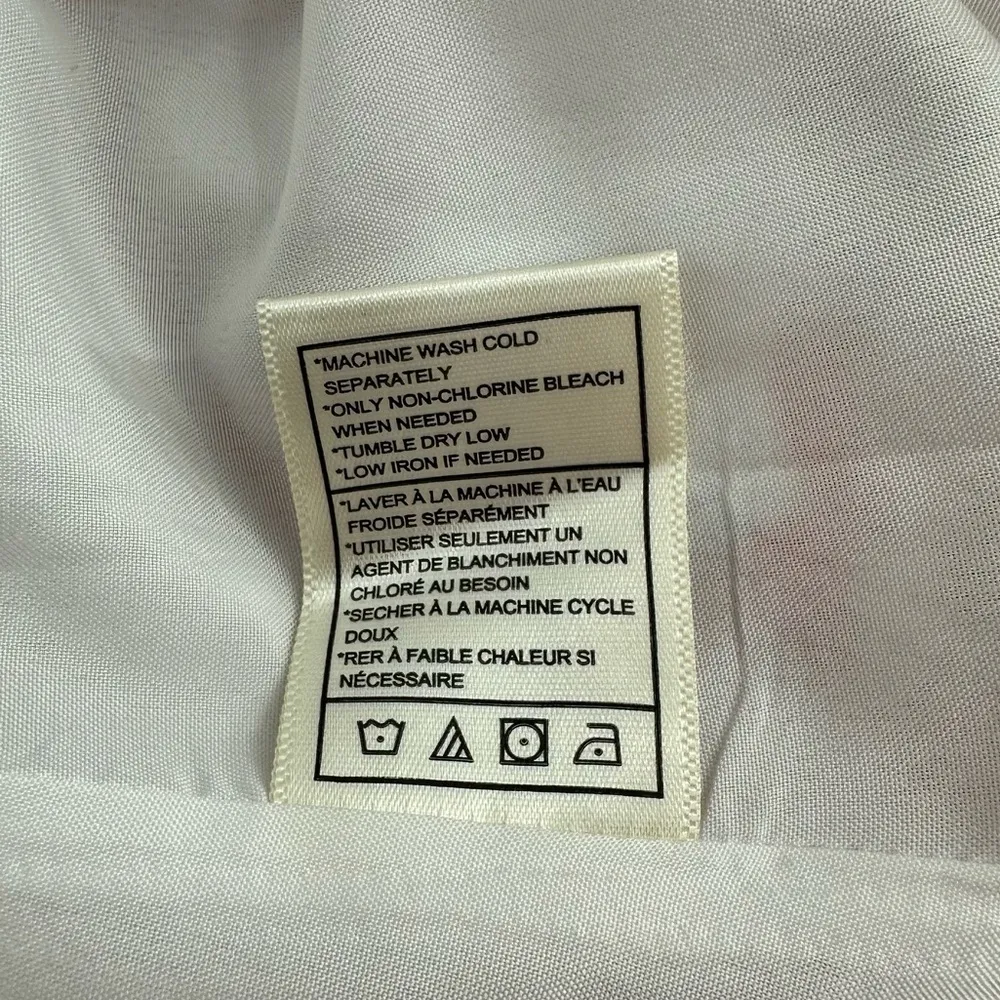 *MACHINE WASH COLD
SEPARATELY
*ONLY NON-CHLORINE BLEACH
WHEN NEEDED
*TUMBLE DRY LOW
*LOW IRON IF NEEDED
*LAVER À LA MACHINE À L'EAU
FROIDE SÉPARÉMENT
*UTILISER SEULEMENT UN
AGENT DE BLANCHIMENT NON
CHLORÉ AU BESOIN
*SECHER À LA MACHINE CYCLE
DOUX
*RER À FAIBLE CHALEUR SI
NÉCESSAIRE